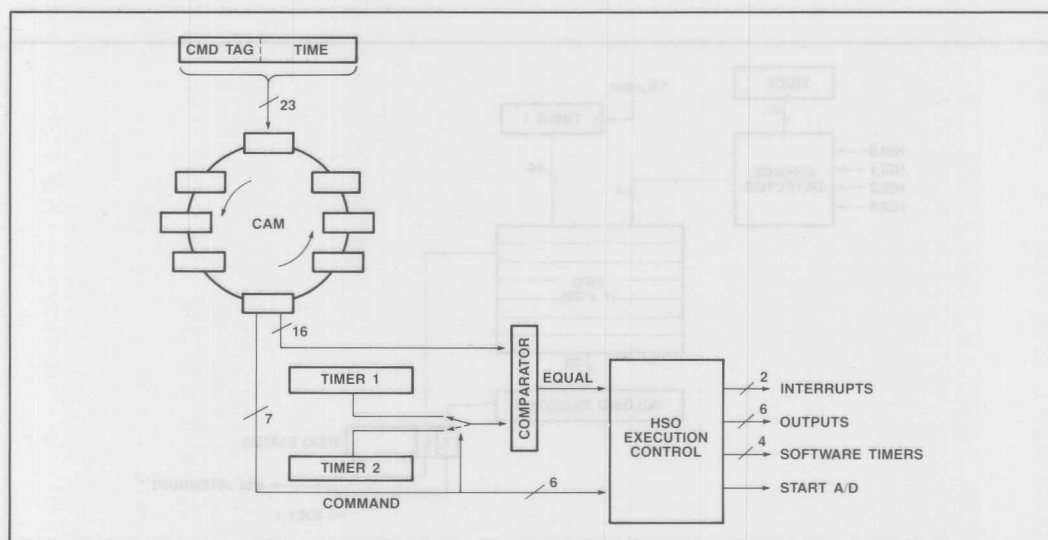 CMD TAG TIME
23
CAM
16
TIMER 1
COMPARATOR
EQUAL
7
TIMER 2
COMMAND
6
HSO
EXECUTION
CONTROL
2 INTERRUPTS
6 OUTPUTS
4 SOFTWARE TIMERS
START A/D